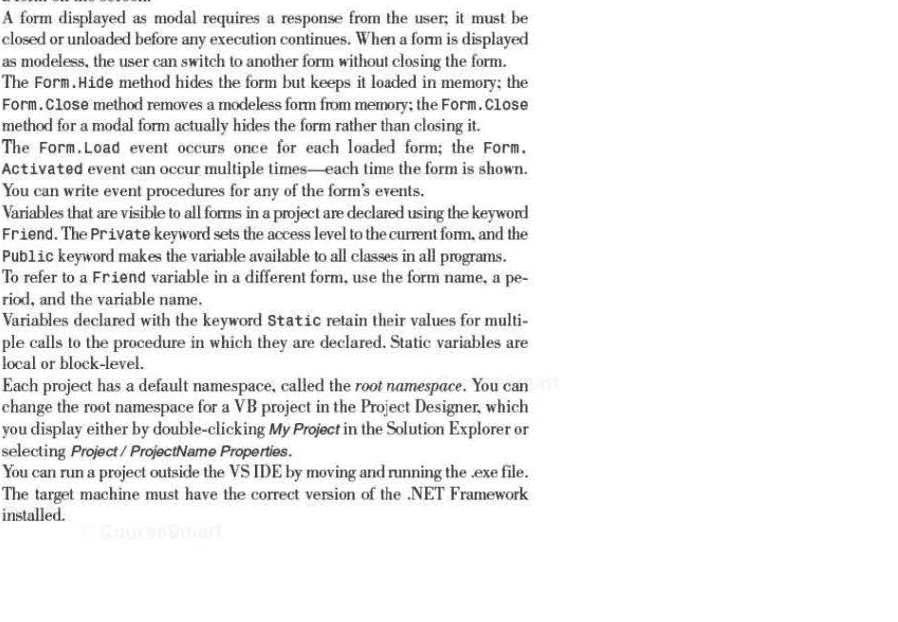 A form displayed as modal requires a response from the user; it must be
closed or unloaded before any execution continues. When a form is displayed
as modeless, the user can switch to another form without closing the form.
The Form.Hide method hides the form but keeps it loaded in memory; the
Form.Close method removes a modeless form from memory; the Form.Close
method for a modal form actually hides the form rather than closing it.
The Form.Load event occurs once for each loaded form; the Form.
Activated event can occur multiple times—each time the form is shown.
You can write event procedures for any of the form's events.
Variables that are visible to all forms in a project are declared using the keyword
Friend. The Private keyword sets the access level to the current form, and the
Public keyword makes the variable available to all classes in all programs.
To refer to a Friend variable in a different form, use the form name, a pe-
riod, and the variable name.
Variables declared with the keyword Static retain their values for multi-
ple calls to the procedure in which they are declared. Static variables are
local or block-level.
Each project has a default namespace, called the root namespace. You can
change the root namespace for a VB project in the Project Designer, which
you display either by double-clicking My Project in the Solution Explorer or
selecting Project / ProjectName Properties.
You can run a project outside the VS IDE by moving and running the .exe file.
The target machine must have the correct version of the .NET Framework
installed.
CourseSmart